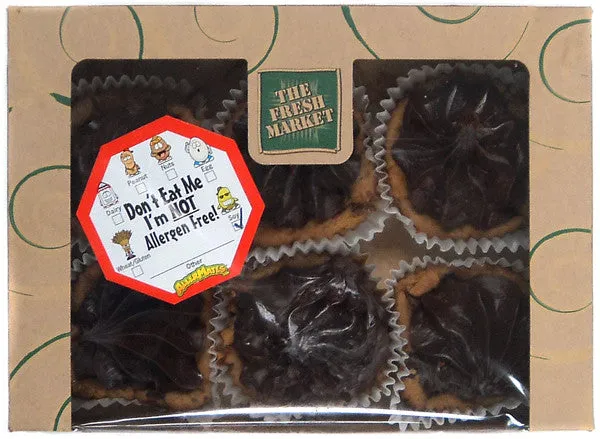 THE
FRESH
MARKET
Peanut
Nuts
Egg
Dairy
Don't Eat Me
I'm NOT
Allergen Free!
Soy
Wheat/Gluten
Other
ALLERMATES